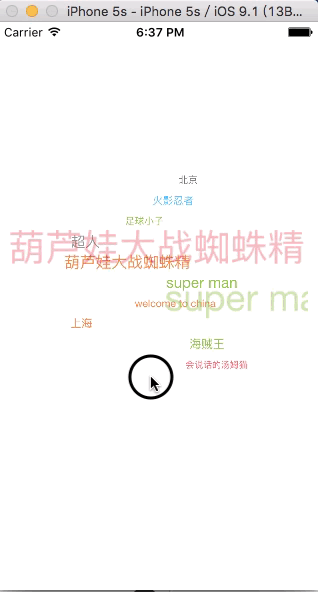 iPhone 5s - iPhone 5s / iOS 9.1 (13B...
Carrier 6:37 PM
北京
火影忍者
足球小子
葫芦娃大战蜘蛛精
超人
葫芦娃大战蜘蛛精
super man
super ma
welcome to china
上海
海贼王
会说话的汤姆猫